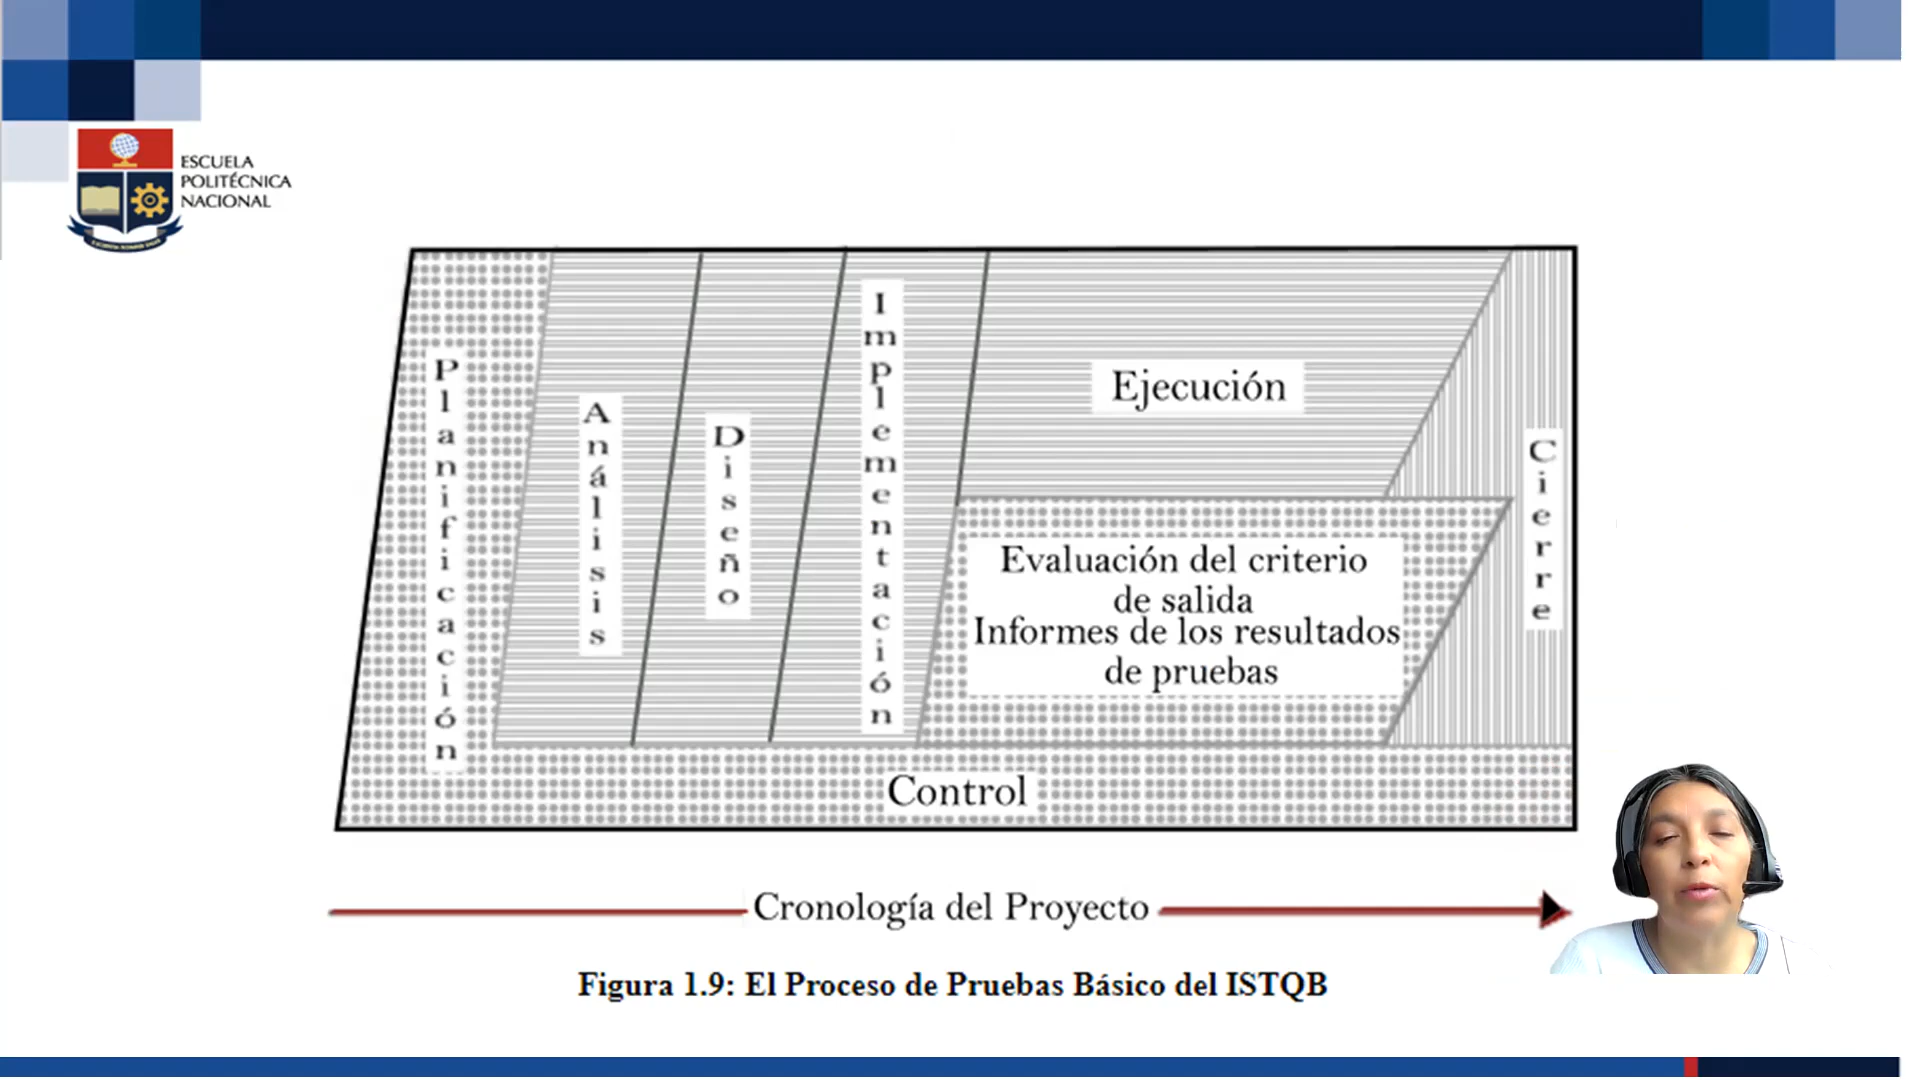 ESCUELA
POLITÉCNICA
NACIONAL
Planificación
Análisis
Diseño
Implementación
Ejecución
Evaluación del criterio
de salida
Informes de los resultados
de pruebas
Cierre
Control
Cronología del Proyecto
Figura 1.9: El Proceso de Pruebas Básico del ISTQB